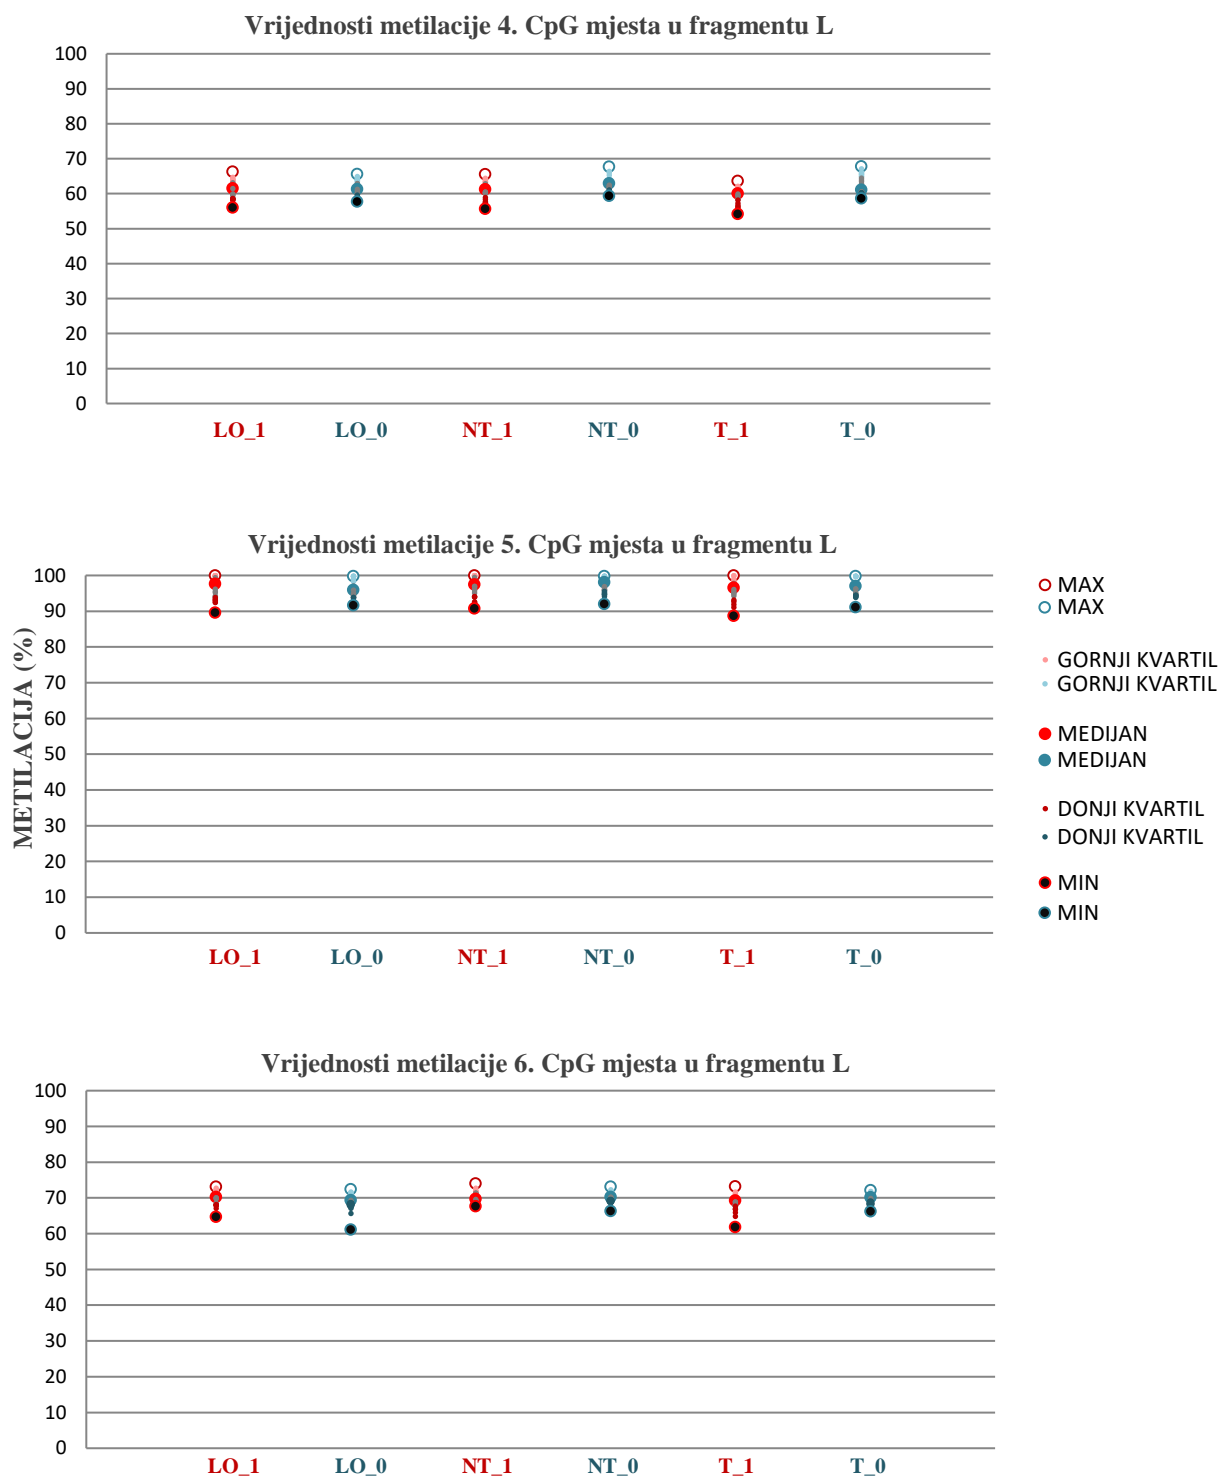 Vrijednosti metilacije 4. CpG mjesta u fragmentu L
100
90
80
70
60
50
40
30
20
10
0
LO_1 LO_0 NT_1 NT_0 T_1 T_0
Vrijednosti metilacije 5. CpG mjesta u fragmentu L
METILACIJA (%)
100
90
80
70
60
50
40
30
20
10
0
LO_1 LO_0 NT_1 NT_0 T_1 T_0
MAX
MAX
GORNJI KVARTIL
GORNJI KVARTIL
MEDIJAN
MEDIJAN
DONJI KVARTIL
DONJI KVARTIL
MIN
MIN
Vrijednosti metilacije 6. CpG mjesta u fragmentu L
100
90
80
70
60
50
40
30
20
10
0
LO_1 LO_0 NT_1 NT_0 T_1 T_0